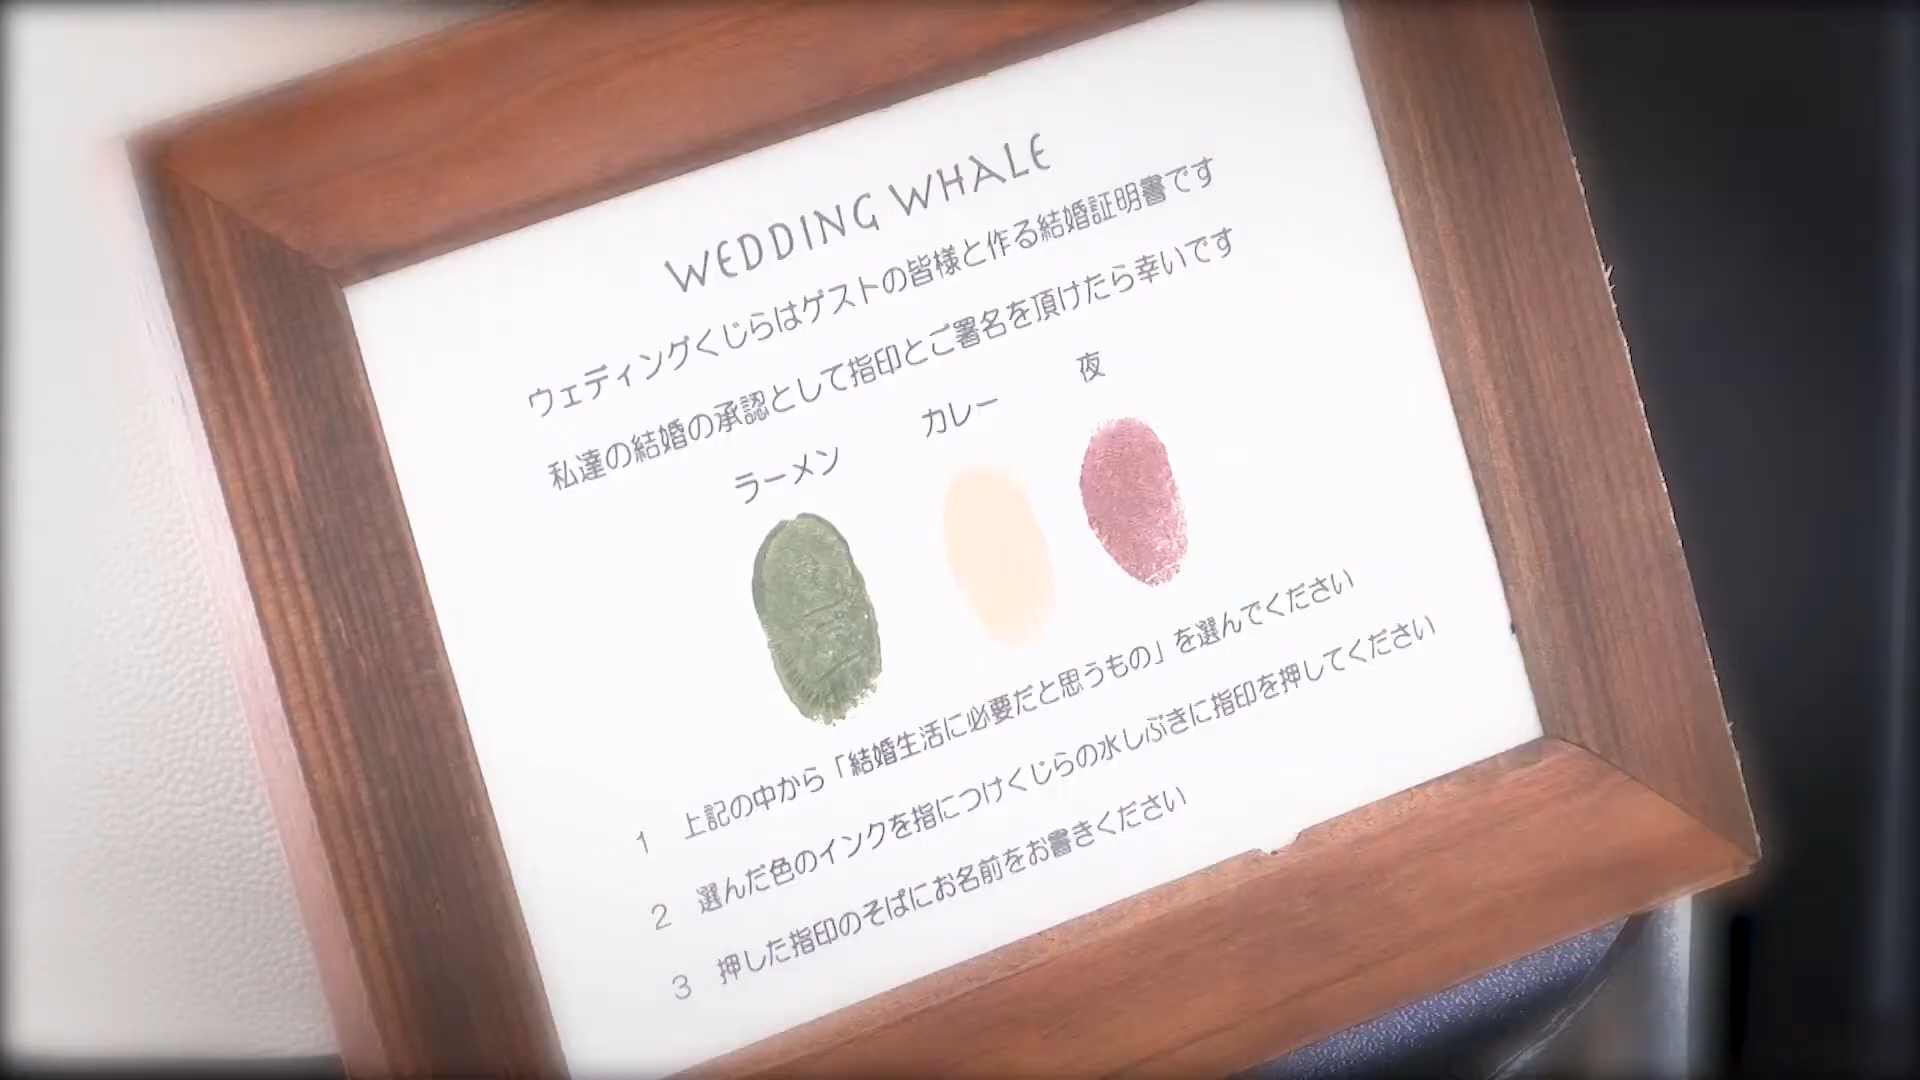 WEDDING WHALE
ウェディングくじらはゲストの皆様と作る結婚証明書です
私達の結婚の承認として指印とご署名を頂けたら幸いです
ラーメン カレー 夜
1 上記の中から「結婚生活に必要だと思うもの」を選んでください
2 選んだ色のインクを指につけくじらの水しぶきに指印を押してください
3 押した指印のそばにお名前をお書きください